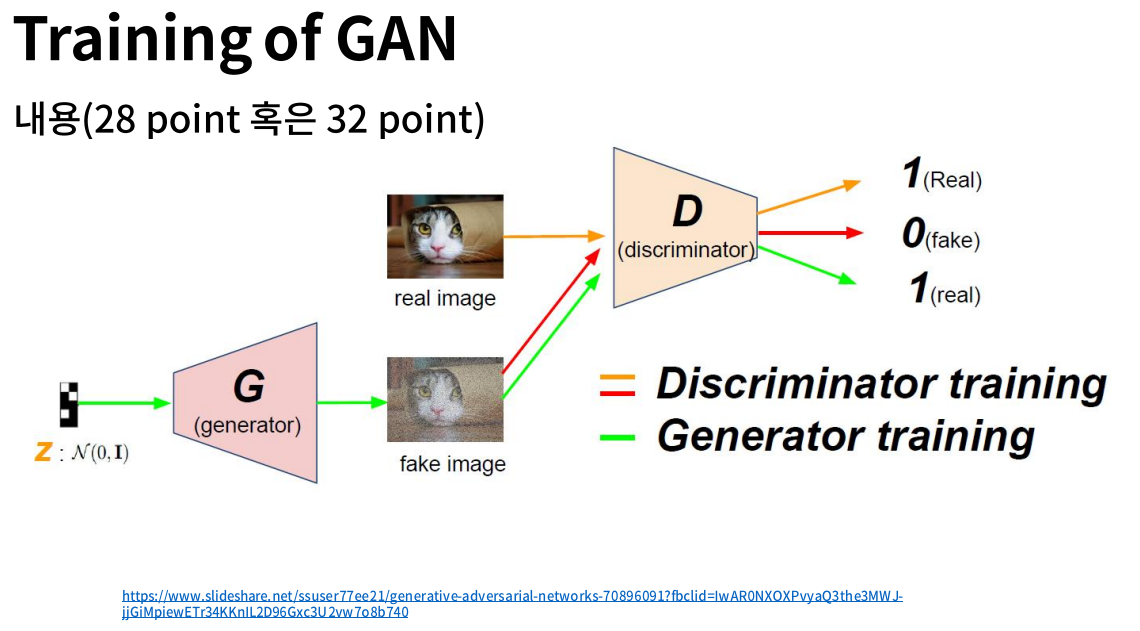 Training of GAN
내용(28 point 혹은 32 point)
1(Real)
D
0(fake)
(discriminator)
1(real)
real image
G
(generator)
Discriminator training
Generator training
z : 𝒩(0, I)
fake image
https://www.slideshare.net/ssuser77ee21/generative-adversarial-networks-70896091?fbclid=IwAR0NXOXPvyaQ3the3MWJ-
jjGiMpiewETr34KKnIL2D96Gxc3U2vw7o8b740